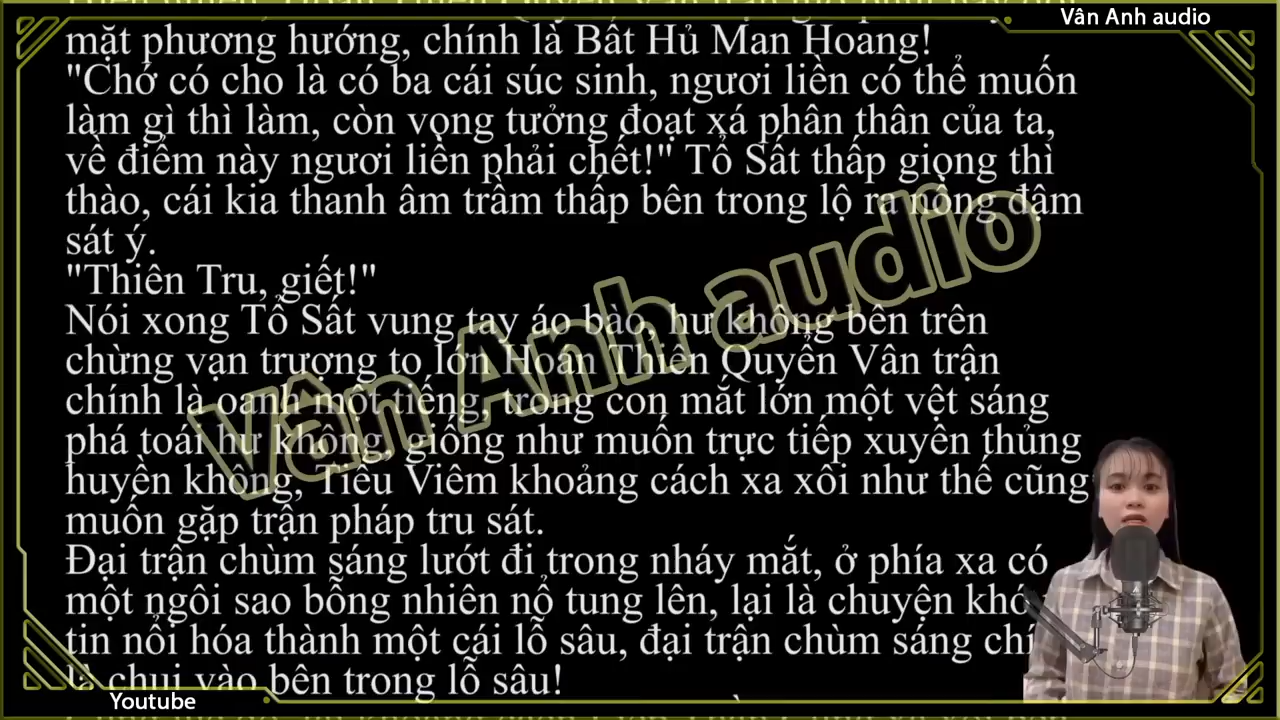 Vân Anh audio
mặt phương hướng, chính là Bất Hủ Man Hoang!
"Chớ có cho là có ba cái súc sinh, ngươi liền có thể muốn
làm gì thì làm, còn vọng tưởng đoạt xá phân thân của ta,
về điểm này ngươi liền phải chết!" Tổ Sất thấp giọng thì
thào, cái kia thanh âm trầm thấp bên trong lộ ra nồng đậm
sát ý.
"Thiên Tru, giết!"
Nói xong Tổ Sất vung tay áo bào, hư không bên trên
chừng vạn trượng to lớn Hoàn Thiên Quyển Vân trận
chính là oanh một tiếng, trong con mắt lớn một vệt sáng
phá toái hư không, giống như muốn trực tiếp xuyên thủng
huyền không, Tiêu Viêm khoảng cách xa xôi như thế cũng
muốn gặp trận pháp tru sát.
Đại trận chùm sáng lướt đi trong nháy mắt, ở phía xa có
một ngôi sao bỗng nhiên nổ tung lên, lại là chuyện khó
tin nổi hóa thành một cái lỗ sâu, đại trận chùm sáng
là chui vào bên trong lỗ sâu!
Vân Anh audio
Youtube